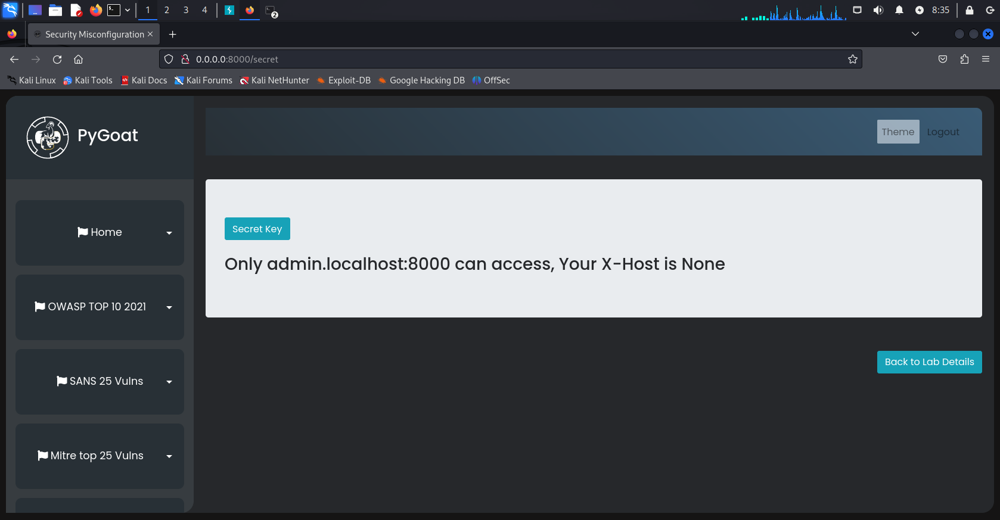 1 2 3 4 2 8:35
Security Misconfiguration
0.0.0.0:8000/secret
Kali Linux Kali Tools Kali Docs Kali Forums Kali NetHunter Exploit-DB Google Hacking DB OffSec
PyGoat
Theme Logout
Home
OWASP TOP 10 2021
SANS 25 Vulns
Mitre top 25 Vulns
Secret Key
Only admin.localhost:8000 can access, Your X-Host is None
Back to Lab Details